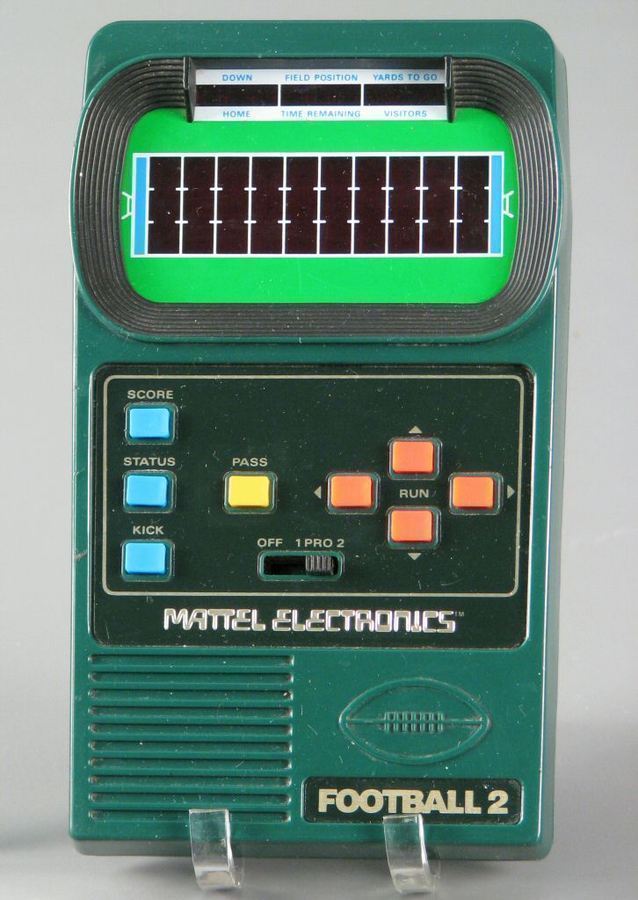 DOWN FIELD POSITION YARDS TO GO
HOME TIME REMAINING VISITORS
SCORE
STATUS
PASS
RUN
KICK
OFF 1 PRO 2
MATTEL ELECTRONICS™
FOOTBALL 2